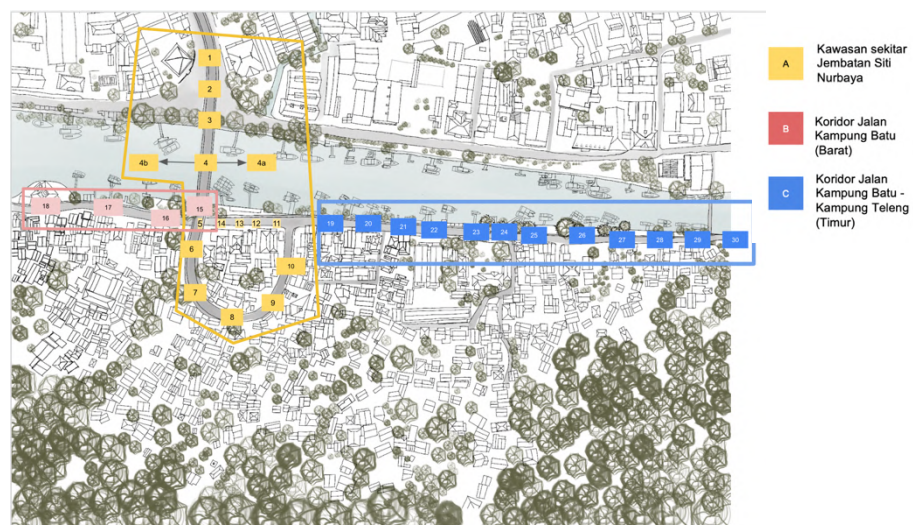 1
A
Kawasan sekitar
Jembatan Siti
Nurbaya
2
3
B
Koridor Jalan
Kampung Batu
(Barat)
4b
4
4a
C
Koridor Jalan
Kampung Batu -
Kampung Teleng
(Timur)
18
17
16
15
5
14
13
12
11
19
20
21
22
23
24
25
26
27
28
29
30
6
10
7
9
8